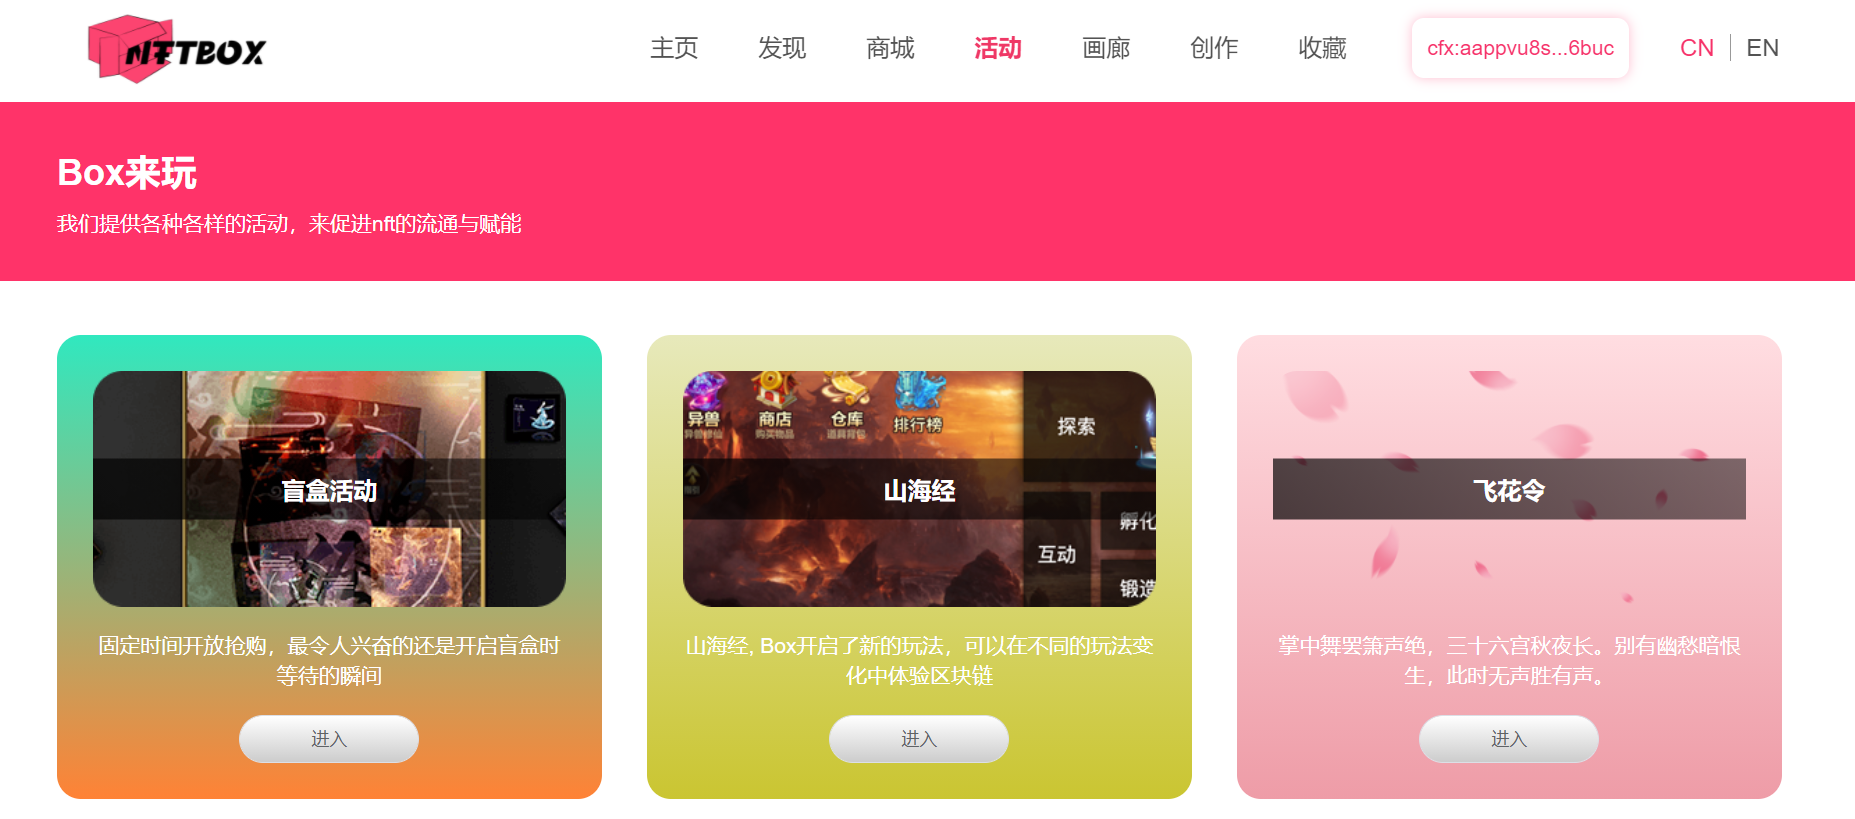 NFTBOX
主页
发现
商城
活动
画廊
创作
收藏
cfx:aappvu8s...6buc
CN
EN
Box来玩
我们提供各种各样的活动，来促进nft的流通与赋能
盲盒活动
固定时间开放抢购，最令人兴奋的还是开启盲盒时
等待的瞬间
进入
异兽
商店
购买物品
仓库
道具背包
排行榜
探索
山海经
孵化
互动
锻造
山海经, Box开启了新的玩法，可以在不同的玩法变
化中体验区块链
进入
飞花令
掌中舞罢箫声绝，三十六宫秋夜长。别有幽愁暗恨
生，此时无声胜有声。
进入